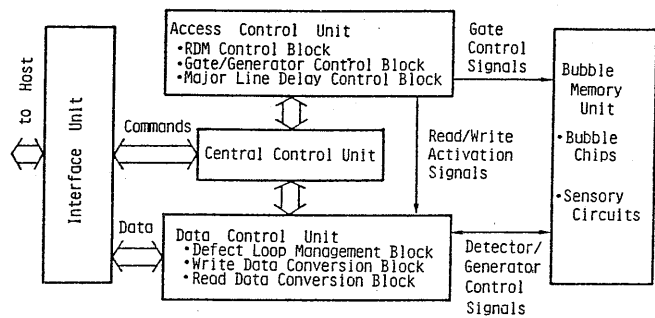 to Host
Interface Unit
Commands
Data
Access Control Unit
•RDM Control Block
•Gate/Generator Control Block
•Major Line Delay Control Block
Central Control Unit
Data Control Unit
•Defect Loop Management Block
•Write Data Conversion Block
•Read Data Conversion Block
Gate
Control
Signals
Read/Write
Activation
Signals
Detector/
Generator
Control
Signals
Bubble
Memory
Unit
•Bubble
Chips
•Sensory
Circuits